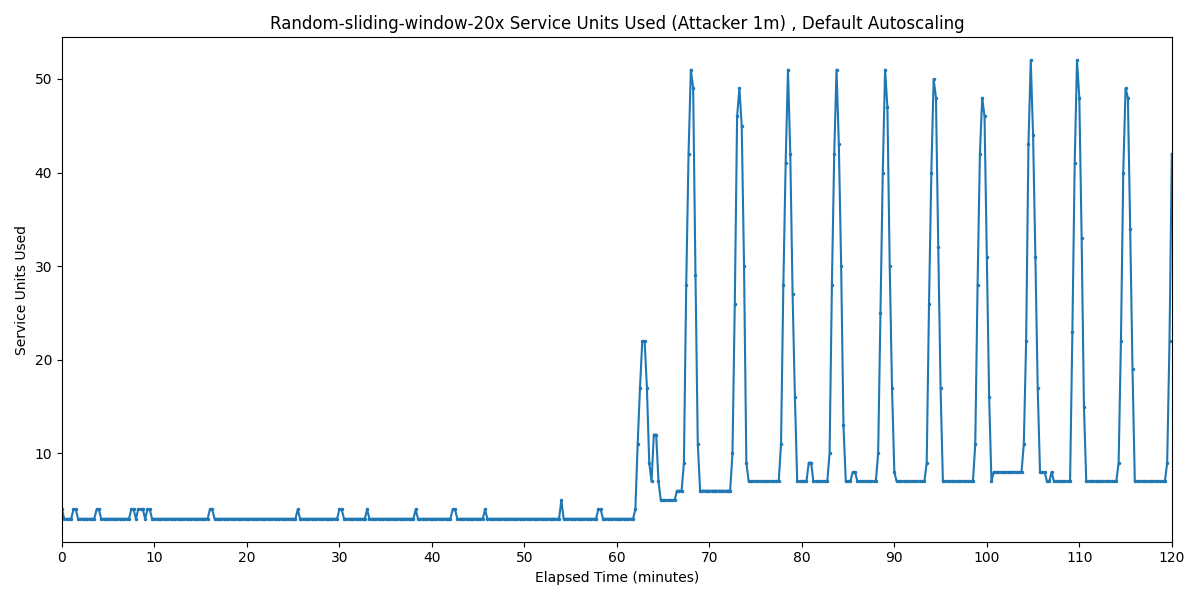 Random-sliding-window-20x Service Units Used (Attacker 1m) , Default Autoscaling
Service Units Used
50
40
30
20
10
0 10 20 30 40 50 60 70 80 90 100 110 120
Elapsed Time (minutes)